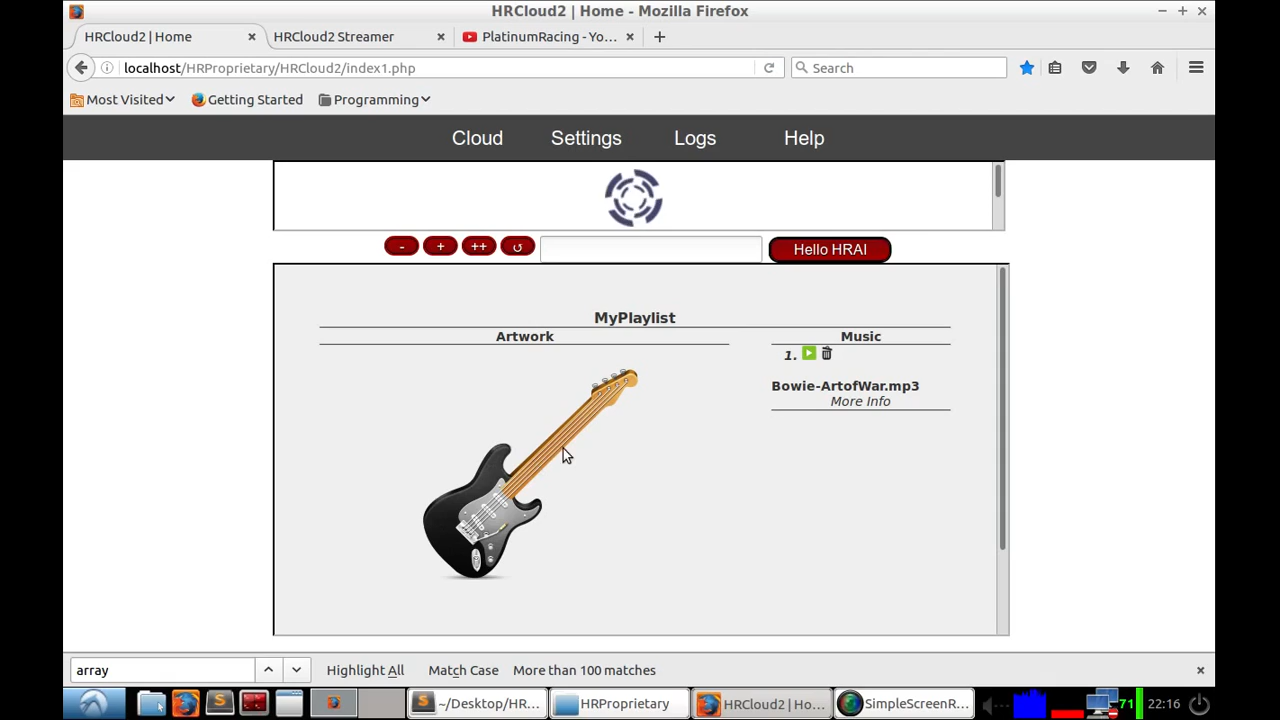 HRCloud2 | Home - Mozilla Firefox
HRCloud2 | Home
HRCloud2 Streamer
PlatinumRacing - Yo...
localhost/HRProprietary/HRCloud2/index1.php
Search
Most Visited
Getting Started
Programming
Cloud Settings Logs Help
- + ++ ↺ Hello HRAI
MyPlaylist
Artwork
Music
1.
Bowie-ArtofWar.mp3
More Info
array
Highlight All Match Case More than 100 matches
~/Desktop/HR... HRProprietary HRCloud2 | Ho... SimpleScreenR... 71 22:16